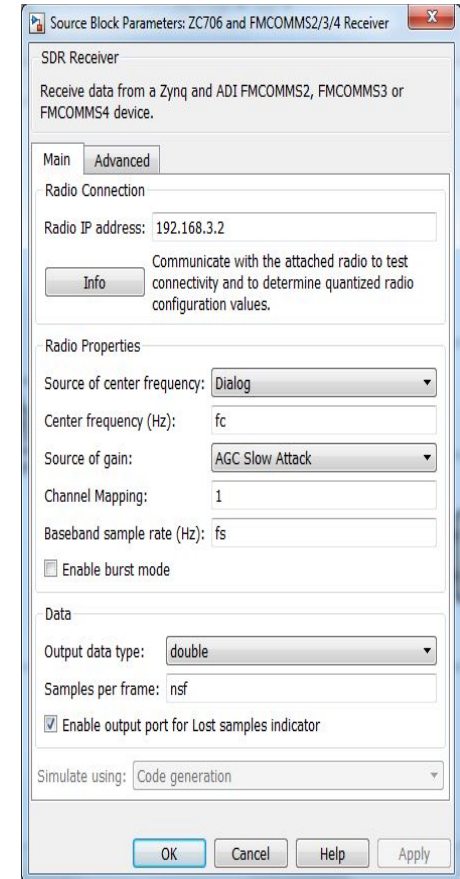 Source Block Parameters: ZC706 and FMCOMMS2/3/4 Receiver
SDR Receiver
Receive data from a Zynq and ADI FMCOMMS2, FMCOMMS3 or
FMCOMMS4 device.
Main Advanced
Radio Connection
Radio IP address: 192.168.3.2
Info
Communicate with the attached radio to test
connectivity and to determine quantized radio
configuration values.
Radio Properties
Source of center frequency: Dialog
Center frequency (Hz): fc
Source of gain: AGC Slow Attack
Channel Mapping: 1
Baseband sample rate (Hz): fs
Enable burst mode
Data
Output data type: double
Samples per frame: nsf
Enable output port for Lost samples indicator
Simulate using: Code generation
OK Cancel Help Apply